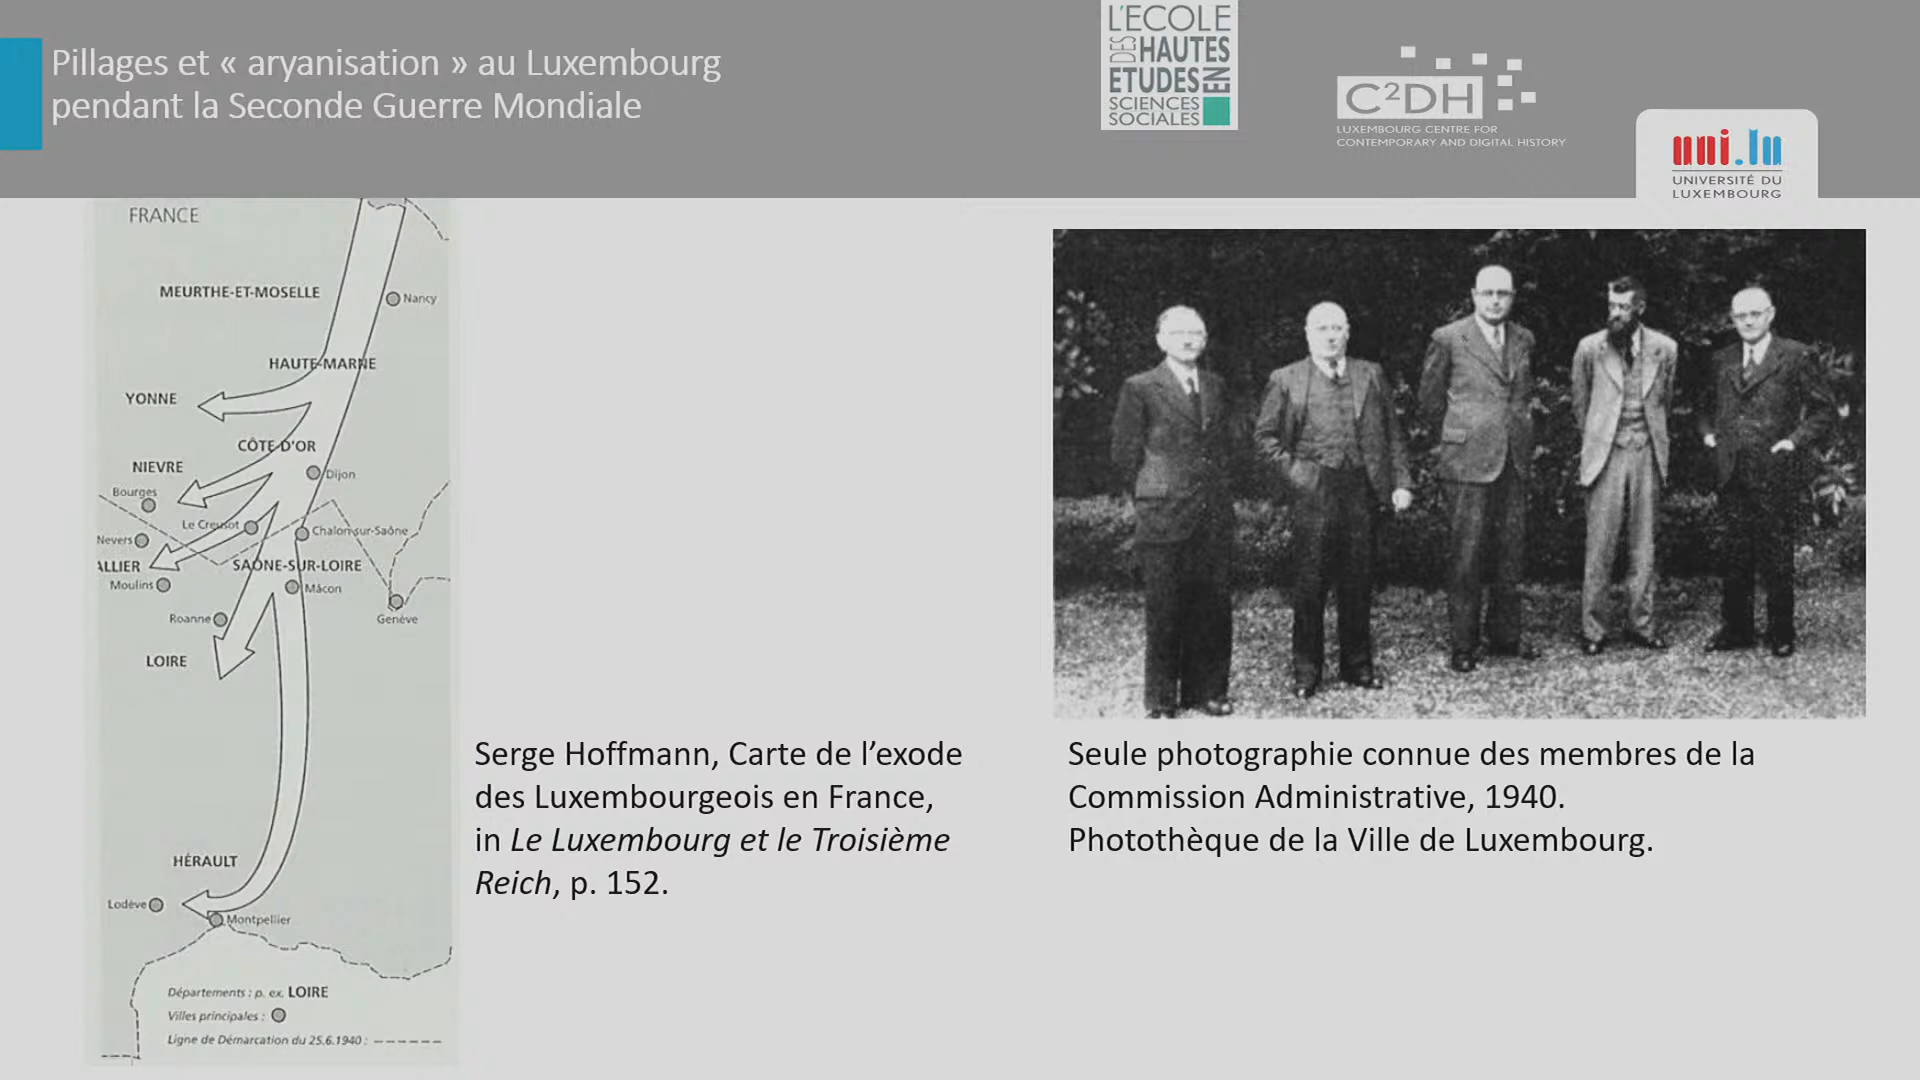 Pillages et « aryanisation » au Luxembourg
pendant la Seconde Guerre Mondiale
L'ECOLE
DES HAUTES
ETUDES EN
SCIENCES
SOCIALES
C²DH
LUXEMBOURG CENTRE FOR
CONTEMPORARY AND DIGITAL HISTORY
uni.lu
UNIVERSITÉ DU
LUXEMBOURG
FRANCE
MEURTHE-ET-MOSELLE
Nancy
HAUTE-MARNE
YONNE
CÔTE-D'OR
NIEVRE
Dijon
Bourges
Le Creusot
Chalon-sur-Saône
Nevers
ALLIER
SAÔNE-SUR-LOIRE
Moulins
Mâcon
Roanne
Genève
LOIRE
HÉRAULT
Lodève
Montpellier
Départements : p. ex. LOIRE
Villes principales :
Ligne de Démarcation du 25.6.1940 :
Serge Hoffmann, Carte de l’exode
des Luxembourgeois en France,
in Le Luxembourg et le Troisième
Reich, p. 152.
Seule photographie connue des membres de la
Commission Administrative, 1940.
Photothèque de la Ville de Luxembourg.